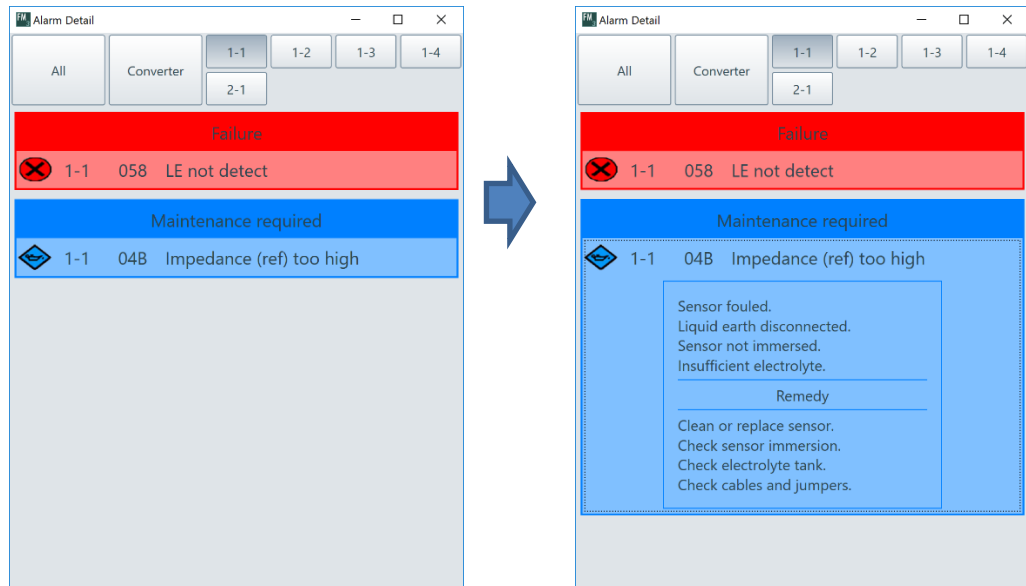 FM Alarm Detail
All Converter 1-1 1-2 1-3 1-4
2-1
Failure
1-1 058 LE not detect
Maintenance required
1-1 04B Impedance (ref) too high
FM Alarm Detail
All Converter 1-1 1-2 1-3 1-4
2-1
Failure
1-1 058 LE not detect
Maintenance required
1-1 04B Impedance (ref) too high
Sensor fouled.
Liquid earth disconnected.
Sensor not immersed.
Insufficient electrolyte.
Remedy
Clean or replace sensor.
Check sensor immersion.
Check electrolyte tank.
Check cables and jumpers.